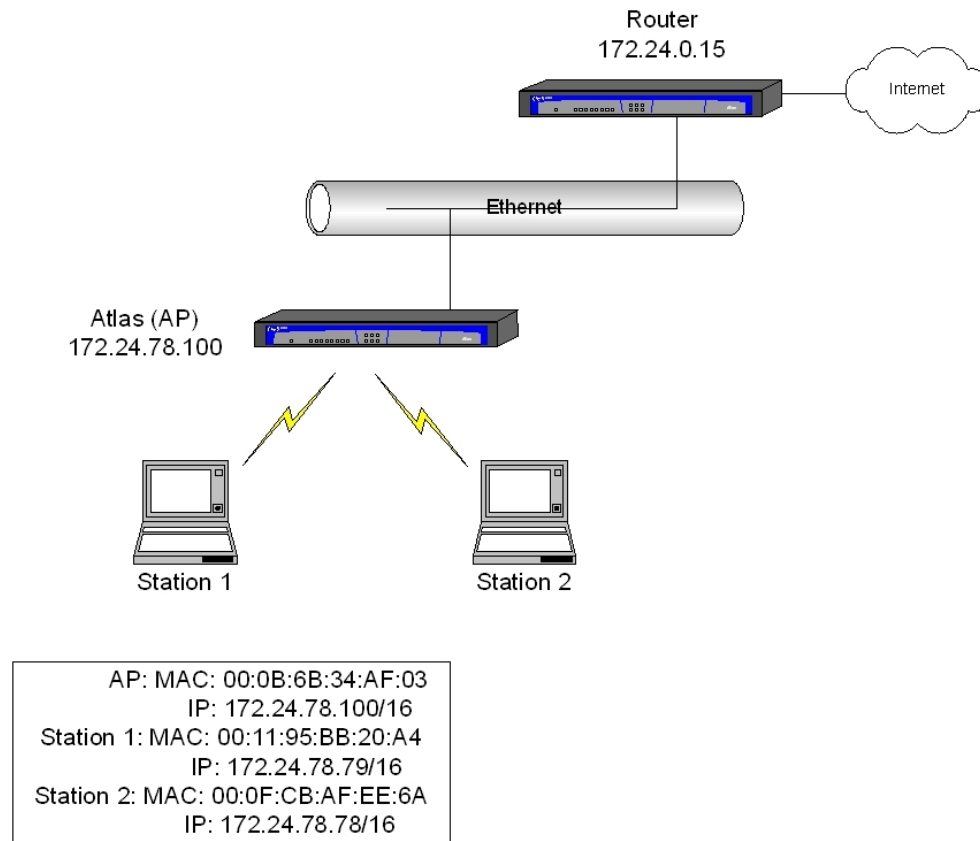 Router
172.24.0.15
Internet
Ethernet
Atlas (AP)
172.24.78.100
Station 1
Station 2
AP: MAC: 00:0B:6B:34:AF:03
IP: 172.24.78.100/16
Station 1: MAC: 00:11:95:BB:20:A4
IP: 172.24.78.79/16
Station 2: MAC: 00:0F:CB:AF:EE:6A
IP: 172.24.78.78/16